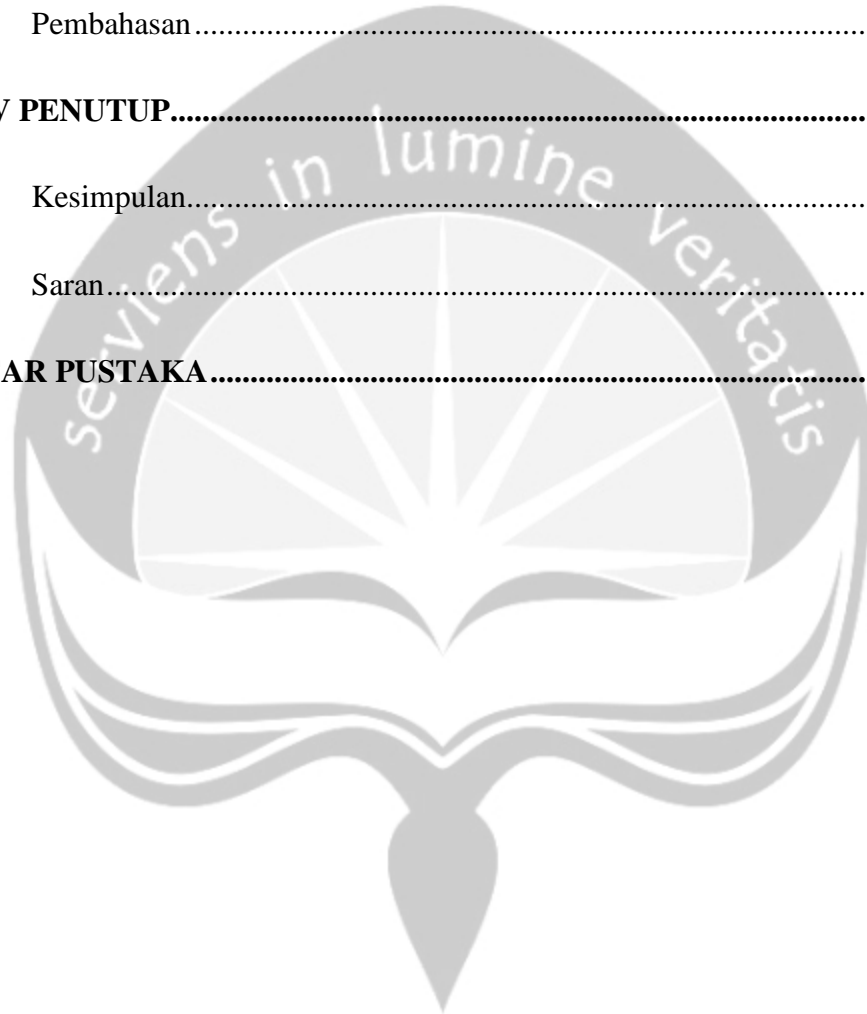 Pembahasan..........................................................................................
V PENUTUP..........................................................................................
Kesimpulan..........................................................................................
Saran..........................................................................................
AR PUSTAKA..........................................................................................
serviens in lumine veritatis